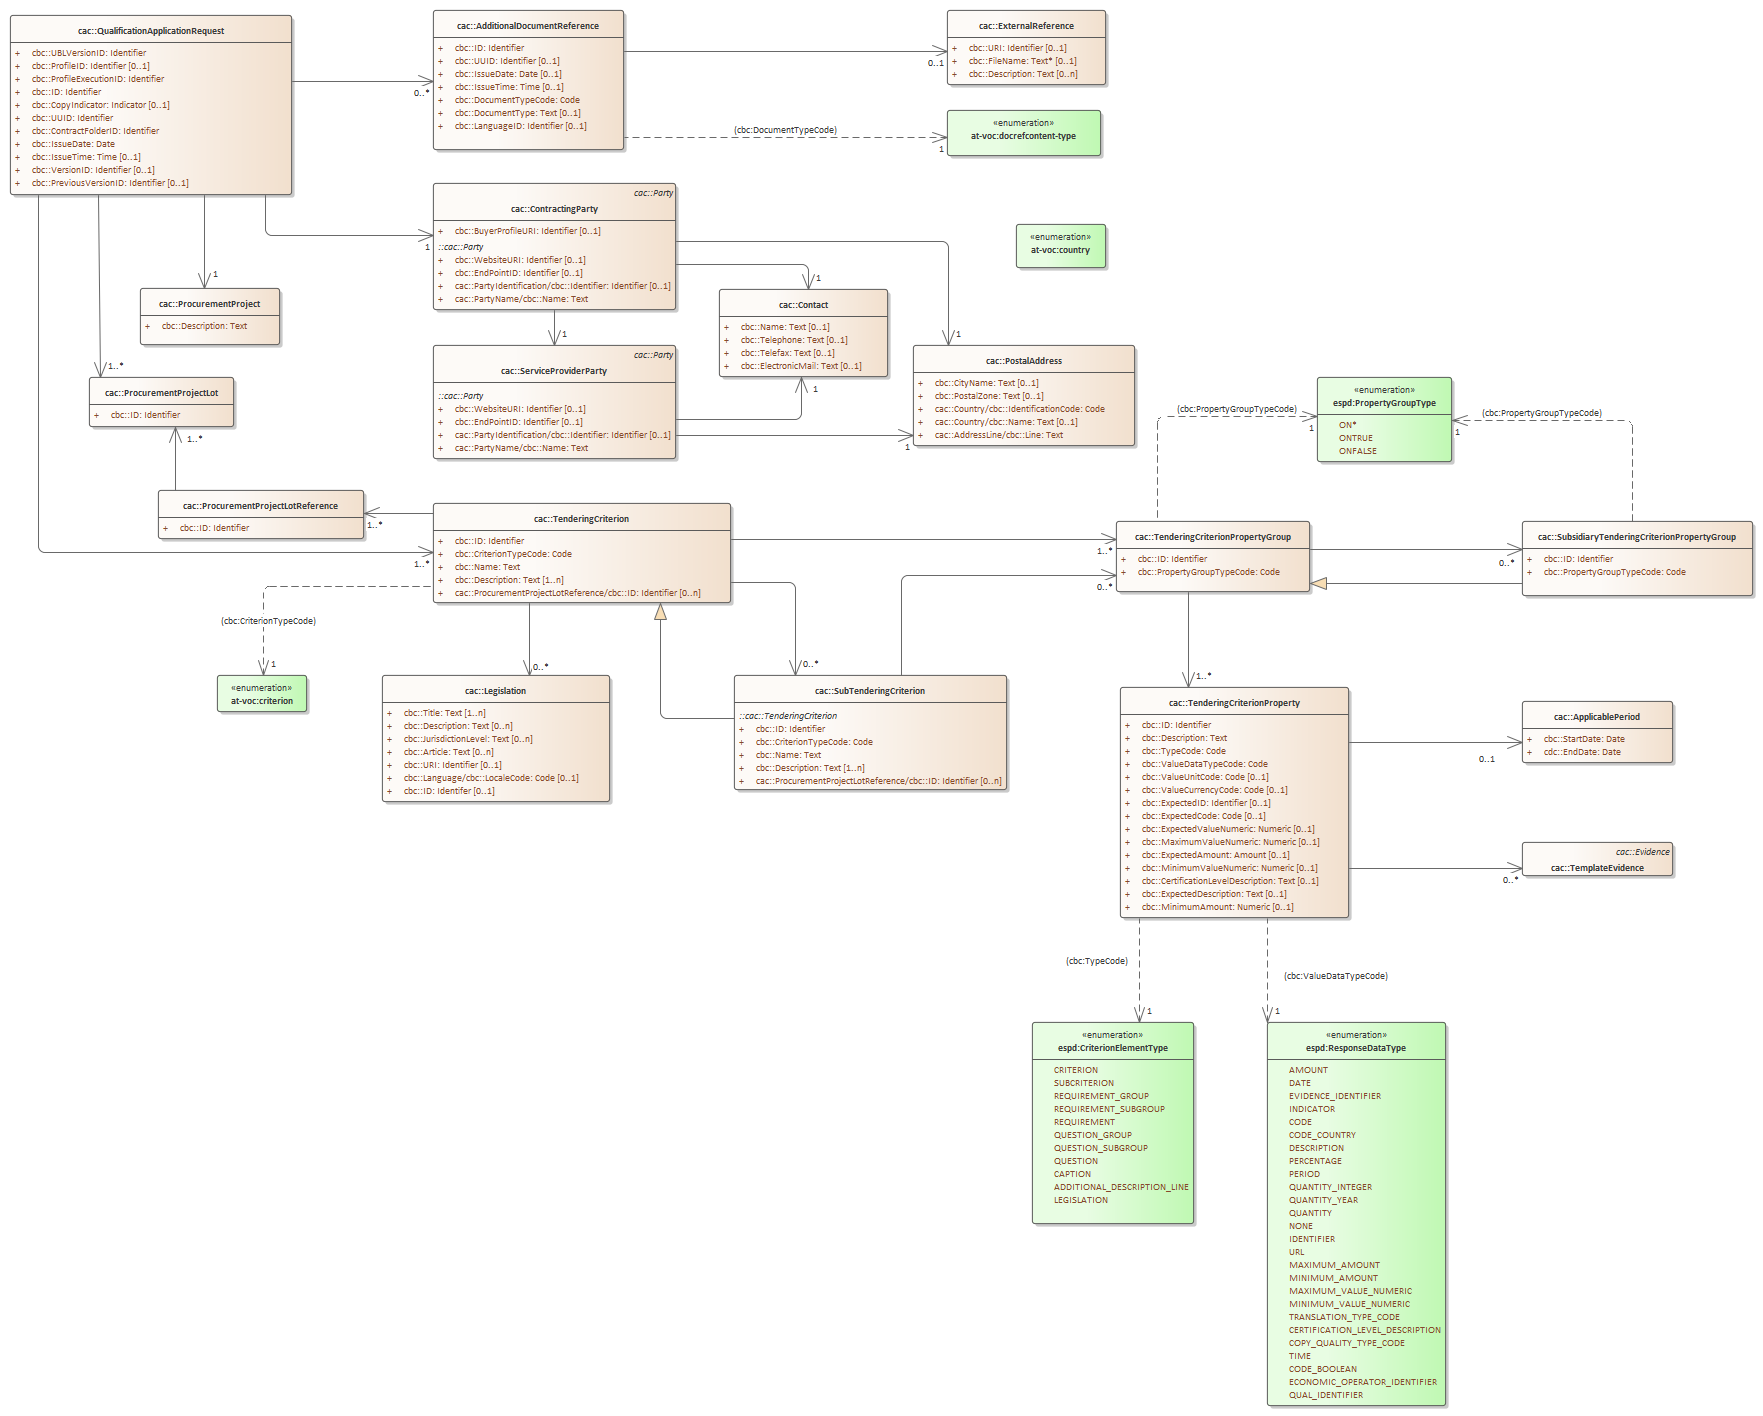 cac::QualificationApplicationRequest
+ cbc::UBLVersionID: Identifier
+ cbc::ProfileID: Identifier [0..1]
+ cbc::ProfileExecutionID: Identifier
+ cbc::ID: Identifier
+ cbc::CopyIndicator: Indicator [0..1]
+ cbc::UUID: Identifier
+ cbc::ContractFolderID: Identifier
+ cbc::IssueDate: Date
+ cbc::IssueTime: Time [0..1]
+ cbc::VersionID: Identifier [0..1]
+ cbc::PreviousVersionID: Identifier [0..1]
0..*
cac::AdditionalDocumentReference
+ cbc::ID: Identifier
+ cbc::UUID: Identifier [0..1]
+ cbc::IssueDate: Date [0..1]
+ cbc::IssueTime: Time [0..1]
+ cbc::DocumentTypeCode: Code
+ cbc::DocumentType: Text [0..1]
+ cbc::LanguageID: Identifier [0..1]
0..1
cac::ExternalReference
+ cbc::URI: Identifier [0..1]
+ cbc::FileName: Text* [0..1]
+ cbc::Description: Text [0..n]
(cbc:DocumentTypeCode)
1
«enumeration»
at-voc:docrefcontent-type
1
cac::Party
cac::ContractingParty
+ cbc::BuyerProfileURI: Identifier [0..1]
::cac::Party
+ cbc::WebsiteURI: Identifier [0..1]
+ cbc::EndPointID: Identifier [0..1]
+ cac::PartyIdentification/cbc::Identifier: Identifier [0..1]
+ cac::PartyName/cbc::Name: Text
«enumeration»
at-voc:country
1
cac::ProcurementProject
+ cbc::Description: Text
1
cac::Contact
+ cbc::Name: Text [0..1]
+ cbc::Telephone: Text [0..1]
+ cbc::Telefax: Text [0..1]
+ cbc::ElectronicMail: Text [0..1]
1
1
cac::Party
cac::ServiceProviderParty
::cac::Party
+ cbc::WebsiteURI: Identifier [0..1]
+ cbc::EndPointID: Identifier [0..1]
+ cac::PartyIdentification/cbc::Identifier: Identifier [0..1]
+ cac::PartyName/cbc::Name: Text
1
1
cac::PostalAddress
+ cbc::CityName: Text [0..1]
+ cbc::PostalZone: Text [0..1]
+ cac::Country/cbc::IdentificationCode: Code
+ cac::Country/cbc::Name: Text [0..1]
+ cac::AddressLine/cbc::Line: Text
1..*
cac::ProcurementProjectLot
+ cbc::ID: Identifier
1..*
(cbc:PropertyGroupTypeCode)
1
«enumeration»
espd:PropertyGroupType
ON*
ONTRUE
ONFALSE
(cbc:PropertyGroupTypeCode)
1
cac::ProcurementProjectLotReference
+ cbc::ID: Identifier
1..*
1..*
cac::TenderingCriterion
+ cbc::ID: Identifier
+ cbc::CriterionTypeCode: Code
+ cbc::Name: Text
+ cbc::Description: Text [1..n]
+ cac::ProcurementProjectLotReference/cbc::ID: Identifier [0..n]
1..*
0..*
cac::TenderingCriterionPropertyGroup
+ cbc::ID: Identifier
+ cbc::PropertyGroupTypeCode: Code
0..*
cac::SubsidiaryTenderingCriterionPropertyGroup
+ cbc::ID: Identifier
+ cbc::PropertyGroupTypeCode: Code
(cbc:CriterionTypeCode)
1
«enumeration»
at-voc:criterion
0..*
cac::Legislation
+ cbc::Title: Text [1..n]
+ cbc::Description: Text [0..n]
+ cbc::JurisdictionLevel: Text [0..n]
+ cbc::Article: Text [0..n]
+ cbc::URI: Identifier [0..1]
+ cbc::Language/cbc::LocaleCode: Code [0..1]
+ cbc::ID: Identifer [0..1]
0..*
cac::SubTenderingCriterion
::cac::TenderingCriterion
+ cbc::ID: Identifier
+ cbc::CriterionTypeCode: Code
+ cbc::Name: Text
+ cbc::Description: Text [1..n]
+ cac::ProcurementProjectLotReference/cbc::ID: Identifier [0..n]
1..*
cac::TenderingCriterionProperty
+ cbc::ID: Identifier
+ cbc::Description: Text
+ cbc::TypeCode: Code
+ cbc::ValueDataTypeCode: Code
+ cbc::ValueUnitCode: Code [0..1]
+ cbc::ValueCurrencyCode: Code [0..1]
+ cbc::ExpectedID: Identifier [0..1]
+ cbc::ExpectedCode: Code [0..1]
+ cbc::ExpectedValueNumeric: Numeric [0..1]
+ cbc::MaximumValueNumeric: Numeric [0..1]
+ cbc::ExpectedAmount: Amount [0..1]
+ cbc::MinimumValueNumeric: Numeric [0..1]
+ cbc::CertificationLevelDescription: Text [0..1]
+ cbc::ExpectedDescription: Text [0..1]
+ cbc::MinimumAmount: Numeric [0..1]
0..1
cac::ApplicablePeriod
+ cbc::StartDate: Date
+ cdc::EndDate: Date
0..*
cac::Evidence
cac::TemplateEvidence
(cbc:TypeCode)
1
(cbc:ValueDataTypeCode)
1
«enumeration»
espd:CriterionElementType
CRITERION
SUBCRITERION
REQUIREMENT_GROUP
REQUIREMENT_SUBGROUP
REQUIREMENT
QUESTION_GROUP
QUESTION_SUBGROUP
QUESTION
CAPTION
ADDITIONAL_DESCRIPTION_LINE
LEGISLATION
«enumeration»
espd:ResponseDataType
AMOUNT
DATE
EVIDENCE_IDENTIFIER
INDICATOR
CODE
CODE_COUNTRY
DESCRIPTION
PERCENTAGE
PERIOD
QUANTITY_INTEGER
QUANTITY_YEAR
QUANTITY
NONE
IDENTIFIER
URL
MAXIMUM_AMOUNT
MINIMUM_AMOUNT
MAXIMUM_VALUE_NUMERIC
MINIMUM_VALUE_NUMERIC
TRANSLATION_TYPE_CODE
CERTIFICATION_LEVEL_DESCRIPTION
COPY_QUALITY_TYPE_CODE
TIME
CODE_BOOLEAN
ECONOMIC_OPERATOR_IDENTIFIER
QUAL_IDENTIFIER